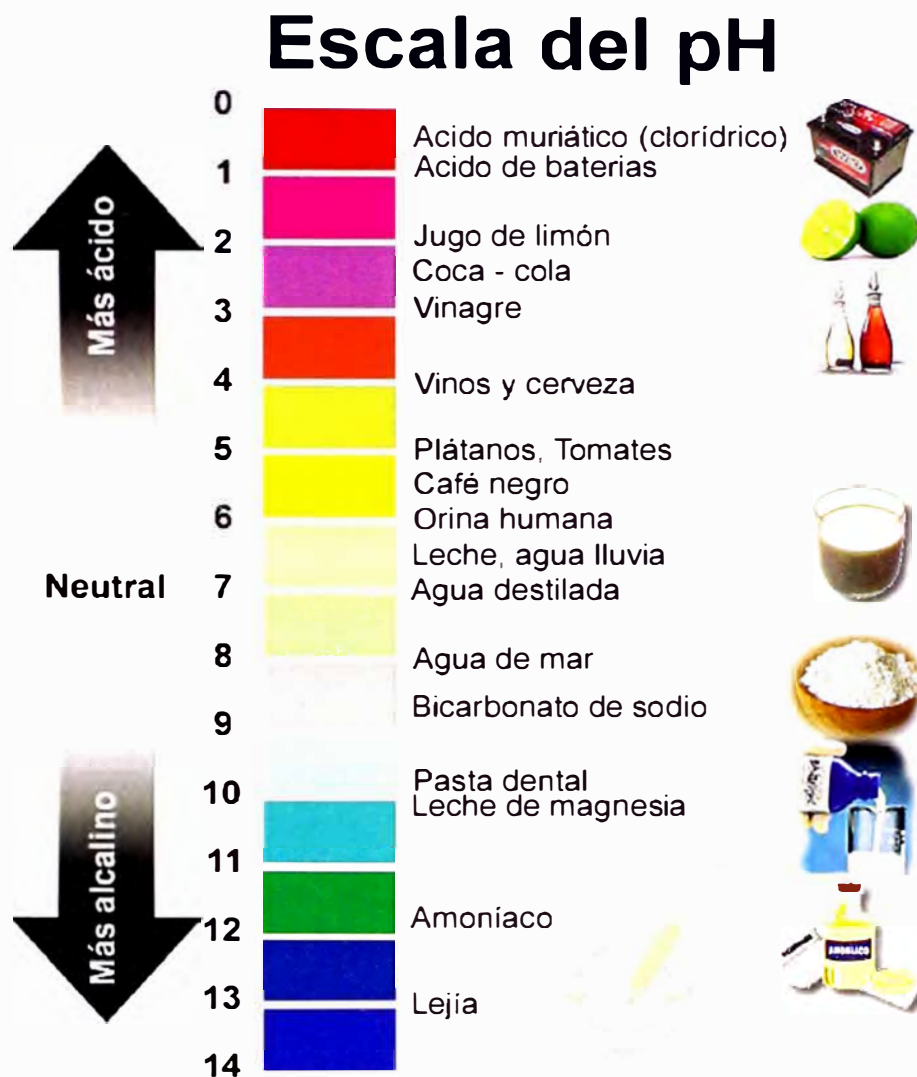 Escala del pH
0
Acido muriático (clorídrico)
1
Acido de baterias
2
Jugo de limón
Coca - cola
3
Vinagre
4
Vinos y cerveza
5
Plátanos, Tomates
Café negro
6
Orina humana
Leche, agua lluvia
7
Agua destilada
8
Agua de mar
9
Bicarbonato de sodio
10
Pasta dental
Leche de magnesia
11
12
Amoníaco
13
Lejía
14
Más ácido
Neutral
Más alcalino